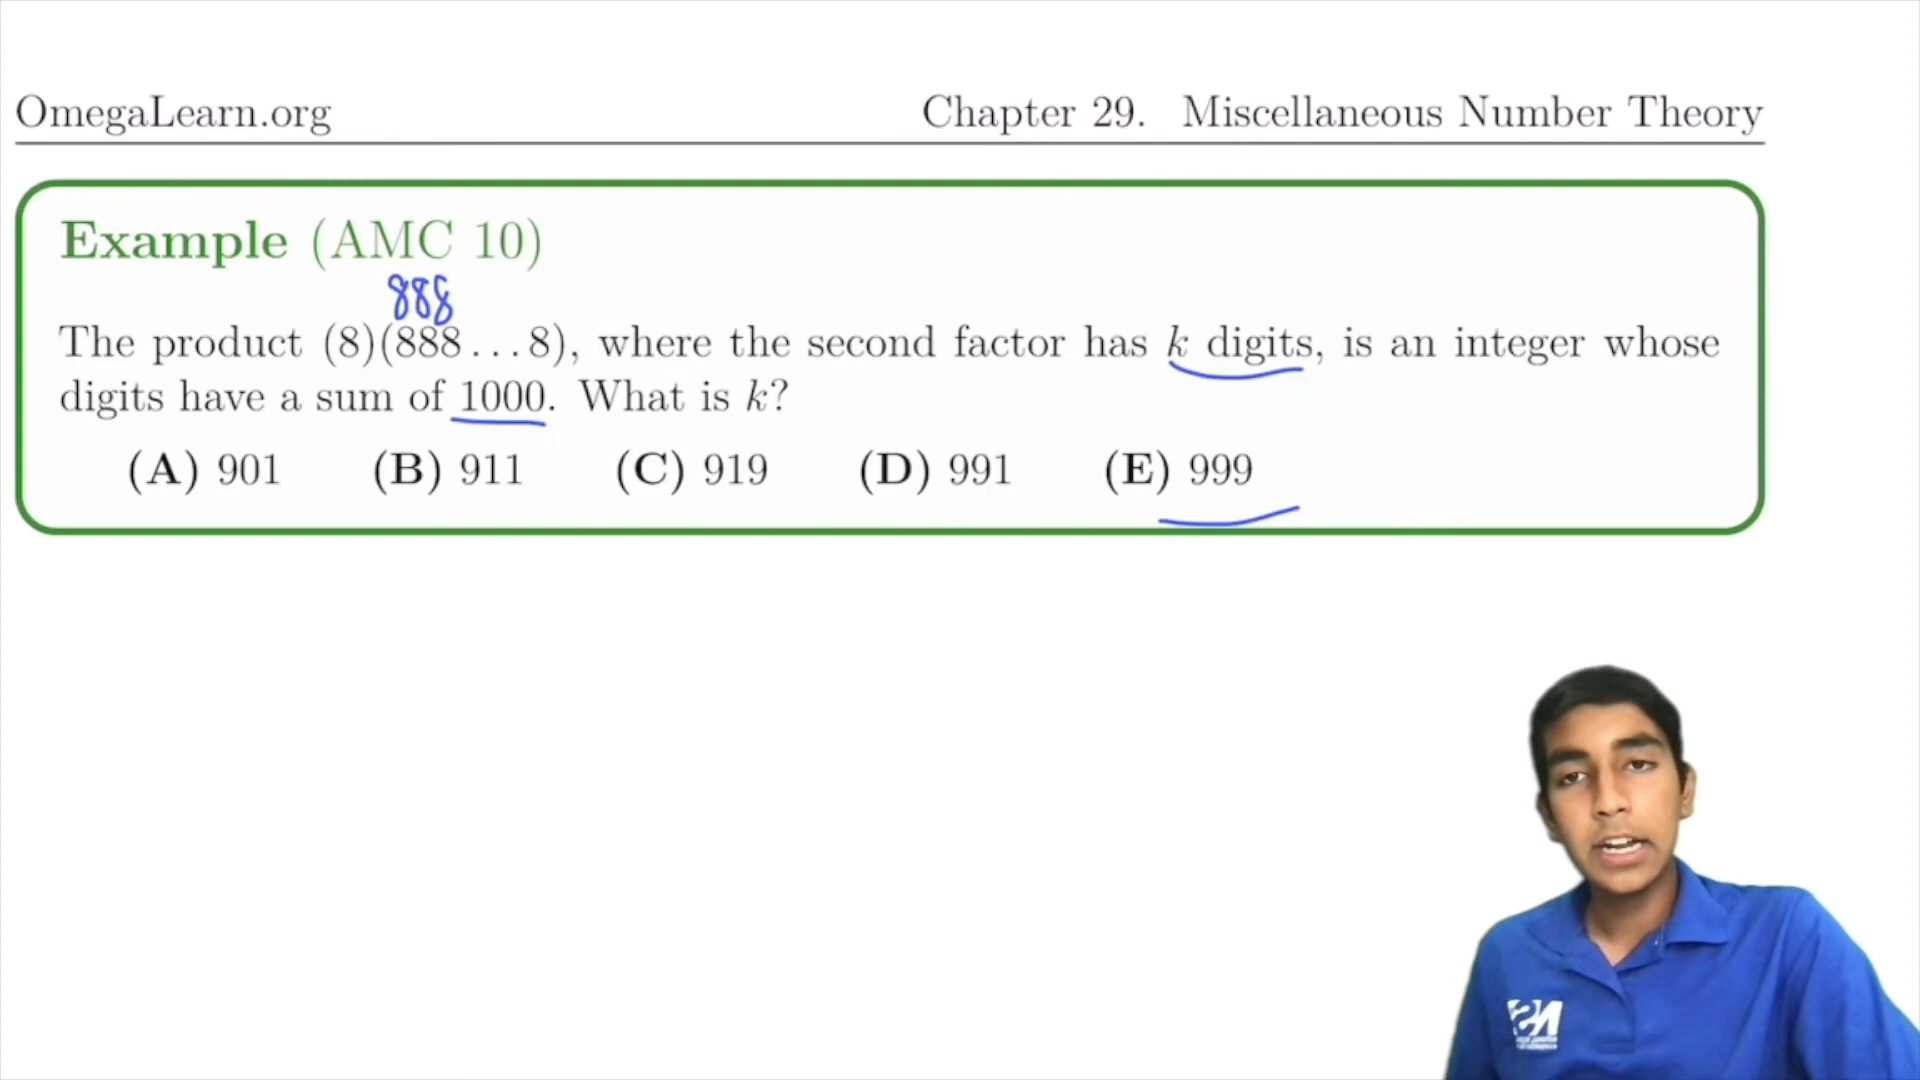 OmegaLearn.org Chapter 29. Miscellaneous Number Theory
Example (AMC 10)
888
The product (8)(888...8), where the second factor has k digits, is an integer whose
digits have a sum of 1000. What is k?
(A) 901 (B) 911 (C) 919 (D) 991 (E) 999